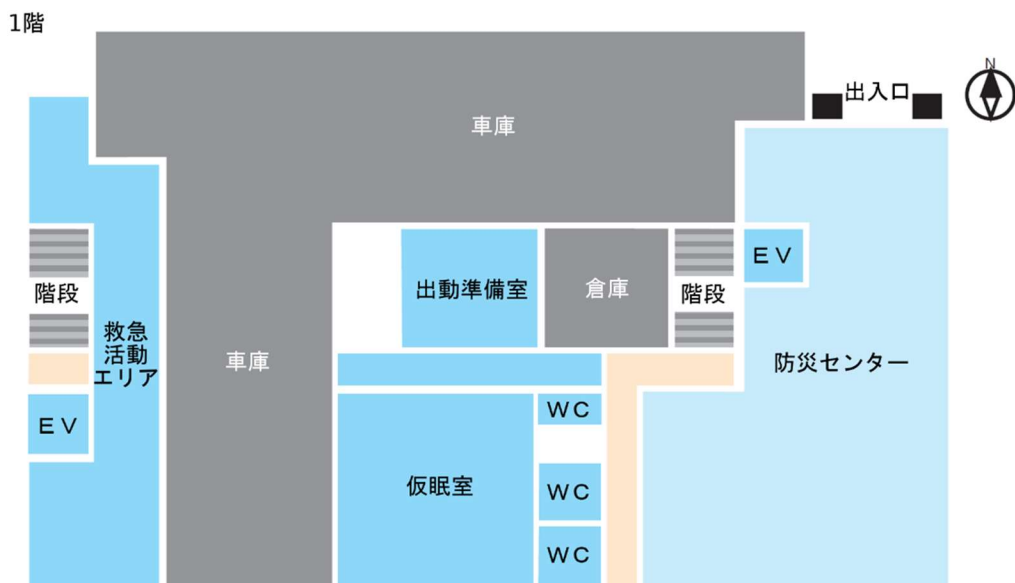 1階
N
出入口
車庫
EV
出動準備室
倉庫
階段
階段
救急
活動
エリア
車庫
防災センター
WC
EV
仮眠室
WC
WC